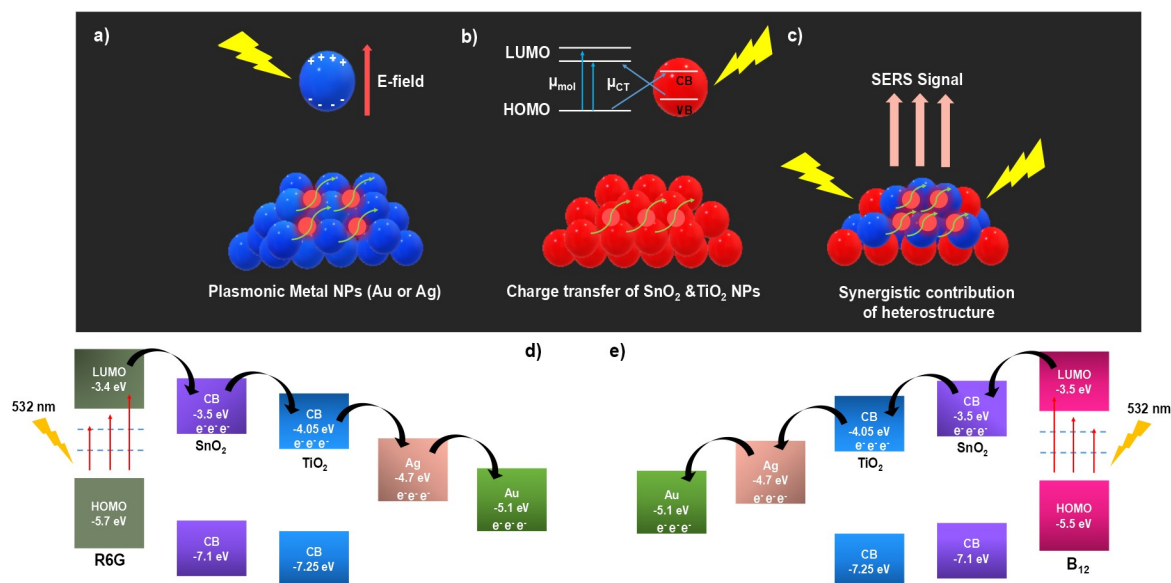 a)
+ + + +
- - - -
E-field
Plasmonic Metal NPs (Au or Ag)
b)
LUMO
μmol
μCT
HOMO
CB
VB
Charge transfer of SnO₂ &TiO₂ NPs
c)
SERS Signal
Synergistic contribution
of heterostructure
d)
532 nm
LUMO
-3.4 eV
HOMO
-5.7 eV
R6G
CB
-3.5 eV
e⁻e⁻e⁻
SnO₂
CB
-7.1 eV
CB
-4.05 eV
e⁻e⁻e⁻
TiO₂
CB
-7.25 eV
Ag
-4.7 eV
e⁻e⁻e⁻
Au
-5.1 eV
e⁻e⁻e⁻
e)
Au
-5.1 eV
e⁻e⁻e⁻
Ag
-4.7 eV
e⁻e⁻e⁻
CB
-4.05 eV
e⁻e⁻e⁻
TiO₂
CB
-7.25 eV
CB
-3.5 eV
e⁻e⁻e⁻
SnO₂
CB
-7.1 eV
LUMO
-3.5 eV
532 nm
HOMO
-5.5 eV
B₁₂